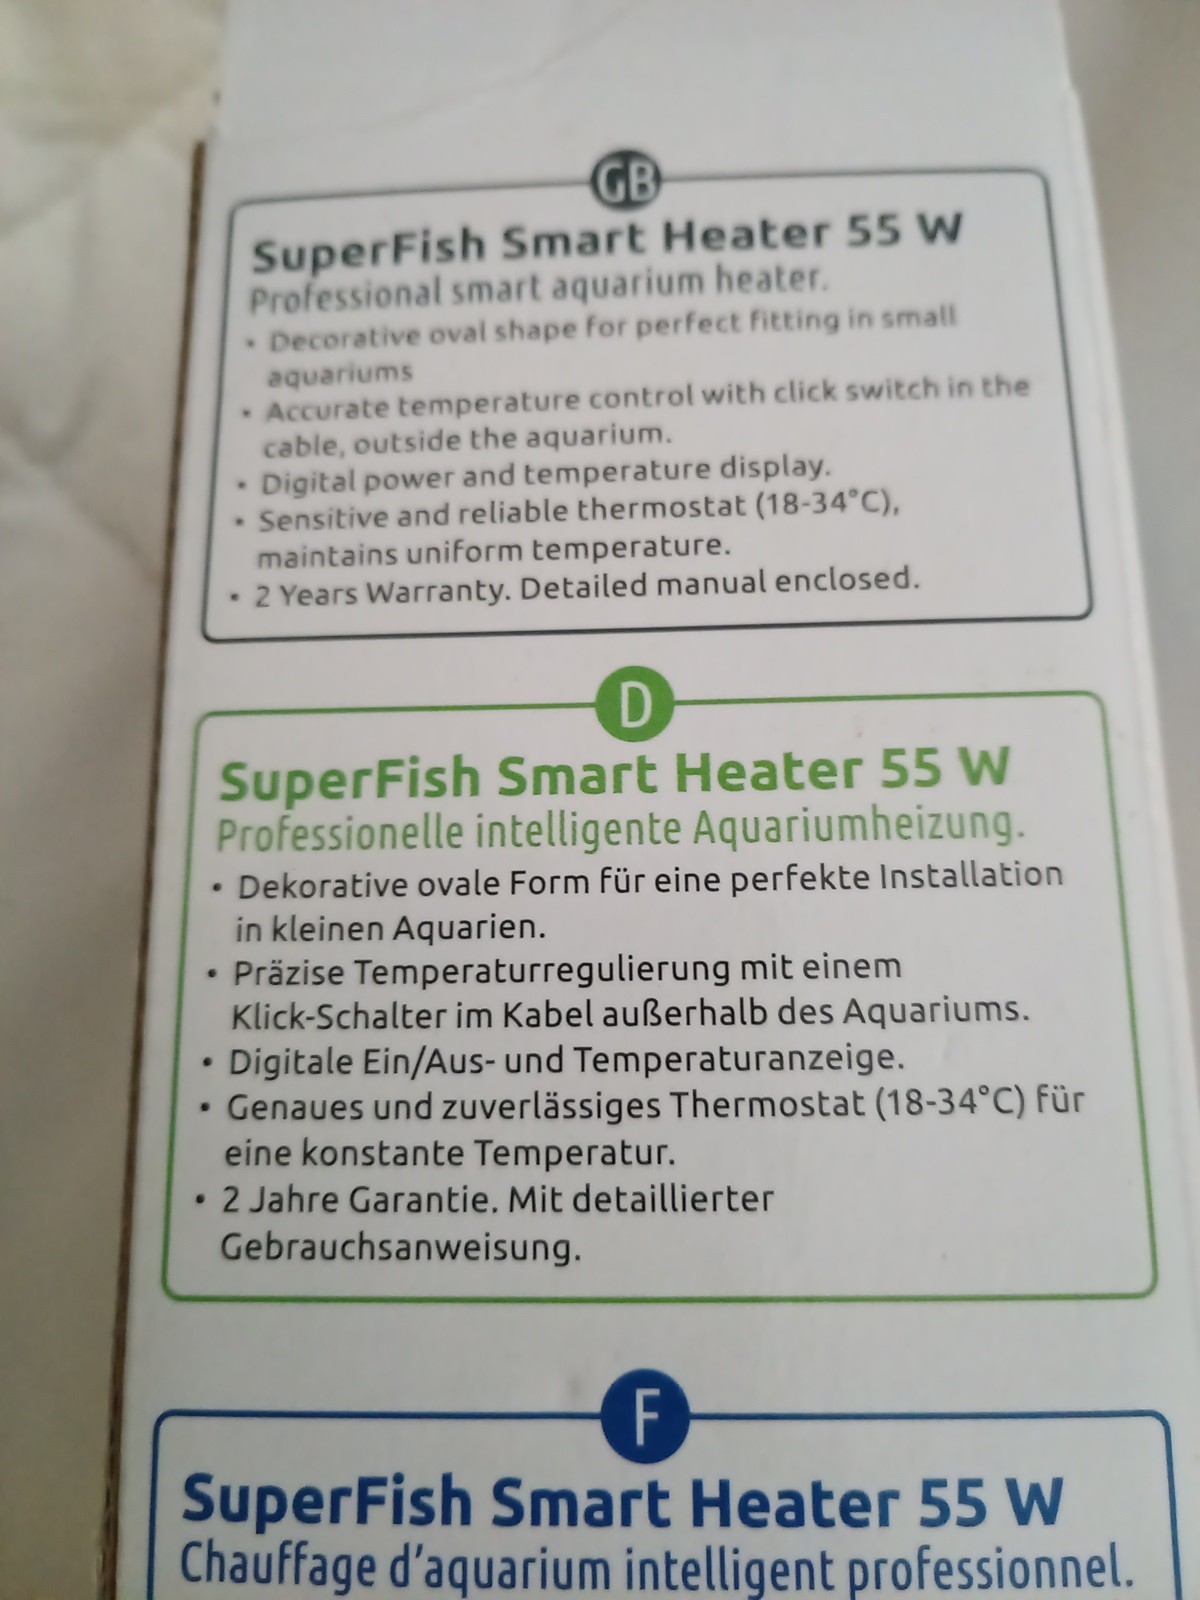 GB
SuperFish Smart Heater 55 W
Professional smart aquarium heater.
• Decorative oval shape for perfect fitting in small
aquariums
• Accurate temperature control with click switch in the
cable, outside the aquarium.
• Digital power and temperature display.
• Sensitive and reliable thermostat (18-34°C),
maintains uniform temperature.
• 2 Years Warranty. Detailed manual enclosed.
D
SuperFish Smart Heater 55 W
Professionelle intelligente Aquariumheizung.
• Dekorative ovale Form für eine perfekte Installation
in kleinen Aquarien.
• Präzise Temperaturregulierung mit einem
Klick-Schalter im Kabel außerhalb des Aquariums.
• Digitale Ein/Aus- und Temperaturanzeige.
• Genaues und zuverlässiges Thermostat (18-34°C) für
eine konstante Temperatur.
• 2 Jahre Garantie. Mit detaillierter
Gebrauchsanweisung.
F
SuperFish Smart Heater 55 W
Chauffage d'aquarium intelligent professionnel.